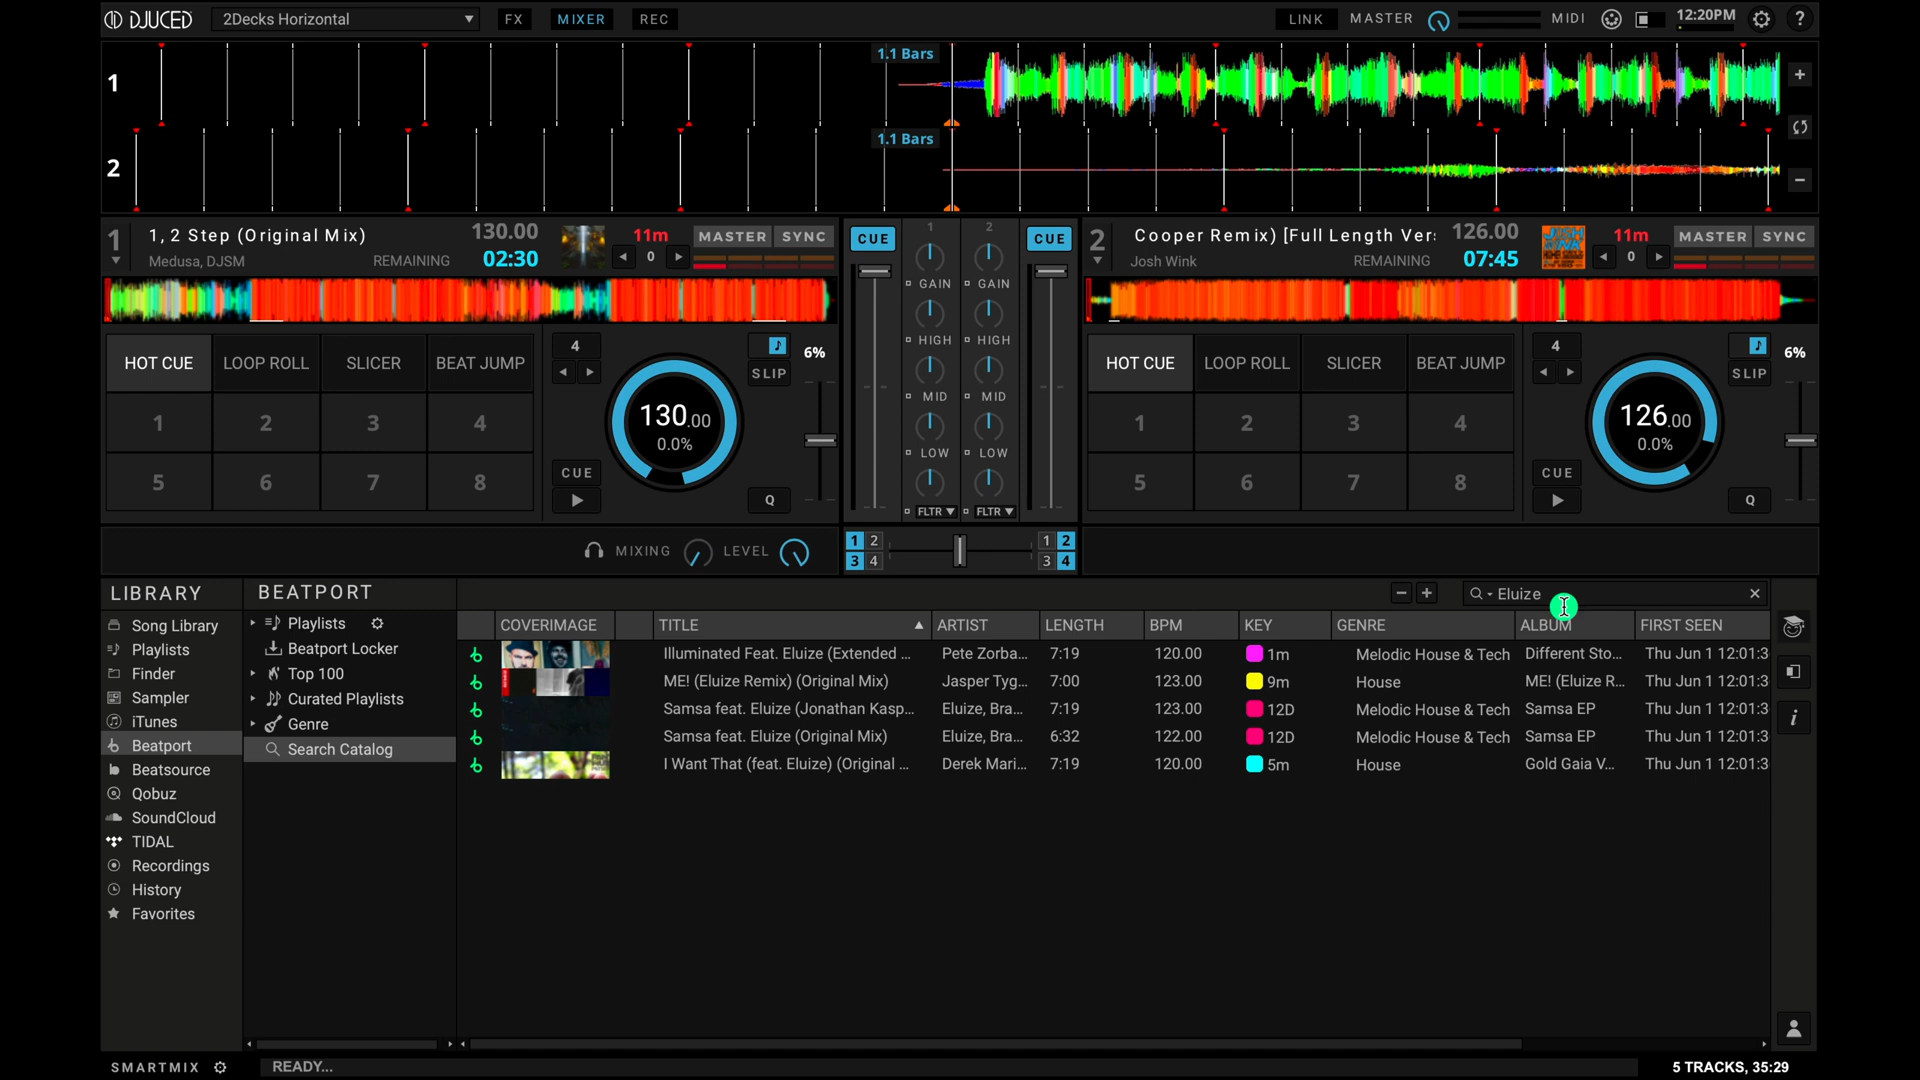 DJUCED 2Decks Horizontal FX MIXER REC LINK MASTER MIDI 12:20PM ?
1 1.1 Bars +
2 1.1 Bars −
1 1, 2 Step (Original Mix) 130.00 11m MASTER SYNC
Medusa, DJSM REMAINING 02:30 0
CUE 1 2 CUE
2 Cooper Remix) [Full Length Ver: 126.00 11m MASTER SYNC
Josh Wink REMAINING 07:45 0
GAIN GAIN
HIGH HIGH
MID MID
LOW LOW
FLTR FLTR
HOT CUE LOOP ROLL SLICER BEAT JUMP
1 2 3 4
5 6 7 8
4 SLIP 6%
130.00
0.0%
CUE Q
HOT CUE LOOP ROLL SLICER BEAT JUMP
1 2 3 4
5 6 7 8
4 SLIP 6%
126.00
0.0%
CUE Q
MIXING LEVEL
1 2
3 4
1 2
3 4
LIBRARY
Song Library
Playlists
Finder
Sampler
iTunes
Beatport
Beatsource
Qobuz
SoundCloud
TIDAL
Recordings
History
Favorites
BEATPORT
Playlists
Beatport Locker
Top 100
Curated Playlists
Genre
Search Catalog
− + Eluize
COVERIMAGE TITLE ARTIST LENGTH BPM KEY GENRE ALBUM FIRST SEEN
Illuminated Feat. Eluize (Extended ... Pete Zorba... 7:19 120.00 1m Melodic House & Tech Different Sto... Thu Jun 1 12:01:3
ME! (Eluize Remix) (Original Mix) Jasper Tyg... 7:00 123.00 9m House ME! (Eluize R... Thu Jun 1 12:01:3
Samsa feat. Eluize (Jonathan Kasp... Eluize, Bra... 7:19 123.00 12D Melodic House & Tech Samsa EP Thu Jun 1 12:01:3
Samsa feat. Eluize (Original Mix) Eluize, Bra... 6:32 122.00 12D Melodic House & Tech Samsa EP Thu Jun 1 12:01:3
I Want That (feat. Eluize) (Original ... Derek Mari... 7:19 120.00 5m House Gold Gaia V... Thu Jun 1 12:01:3
i
SMARTMIX READY... 5 TRACKS, 35:29